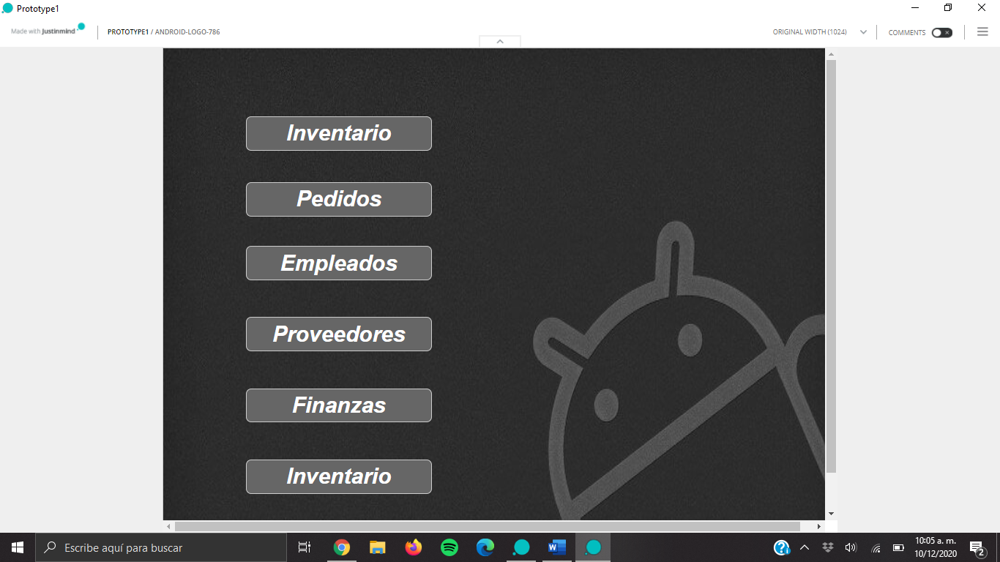 Prototype1
Made with Justinmind
PROTOTYPE1 / ANDROID-LOGO-786
ORIGINAL WIDTH (1024)
COMMENTS
Inventario
Pedidos
Empleados
Proveedores
Finanzas
Inventario
Escribe aquí para buscar
10:05 a. m.
10/12/2020
2